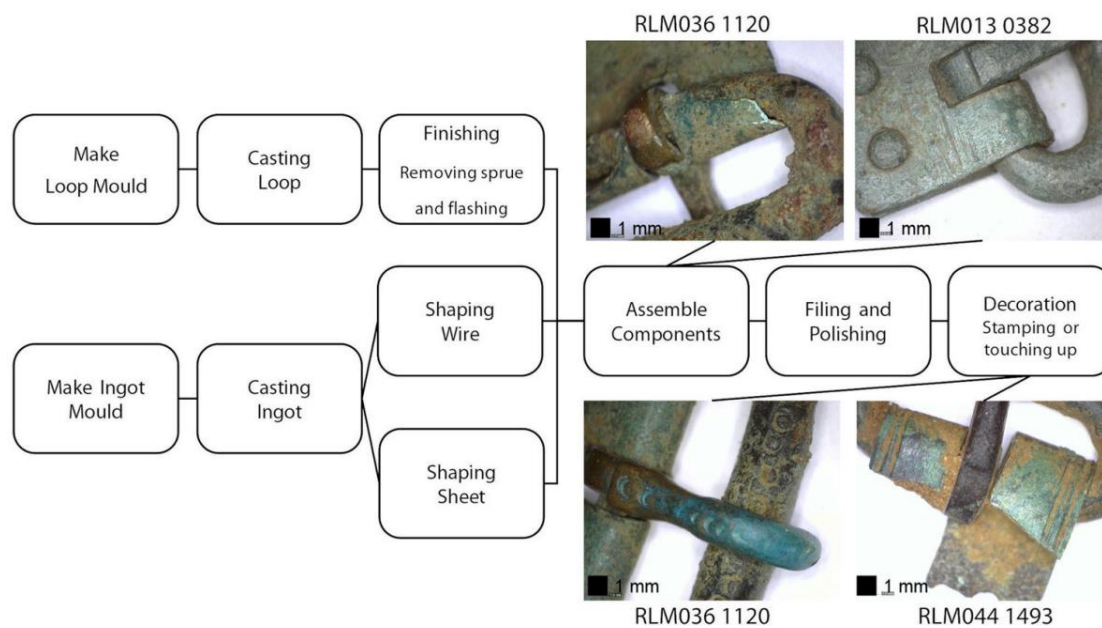 RLM036 1120
RLM013 0382
1 mm
1 mm
Make
Loop Mould
Casting
Loop
Finishing
Removing sprue
and flashing
Shaping
Wire
Assemble
Components
Filing and
Polishing
Decoration
Stamping or
touching up
Make Ingot
Mould
Casting
Ingot
Shaping
Sheet
1 mm
1 mm
RLM036 1120
RLM044 1493